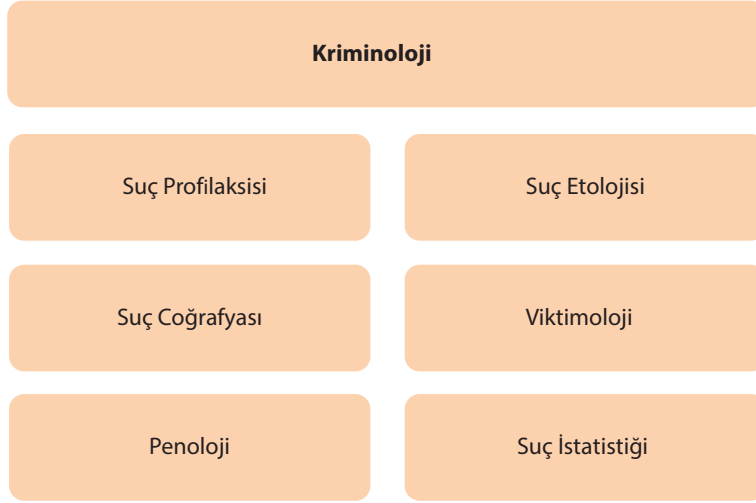 Kriminoloji
Suç Profilaksisi
Suç Etolojisi
Suç Coğrafyası
Viktimoloji
Penoloji
Suç İstatistiği